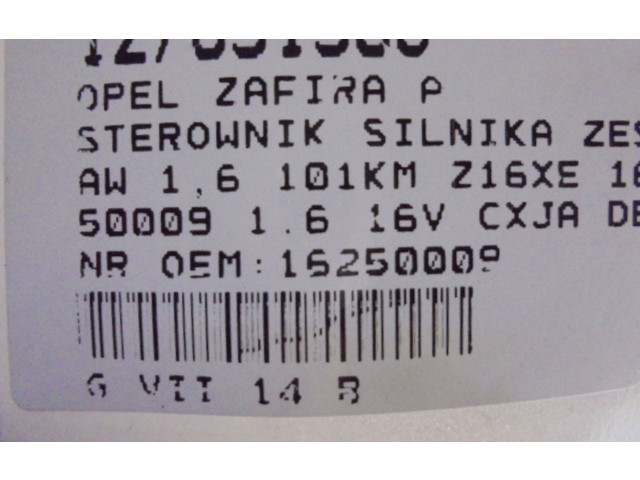 OPEL ZAFIRA A
STEROWNIK SILNIKA ZES
AW 1,6 101KM Z16XE 16
50009 1.6 16V CXJA DE
NR OEM:16250009
G VII 14 B